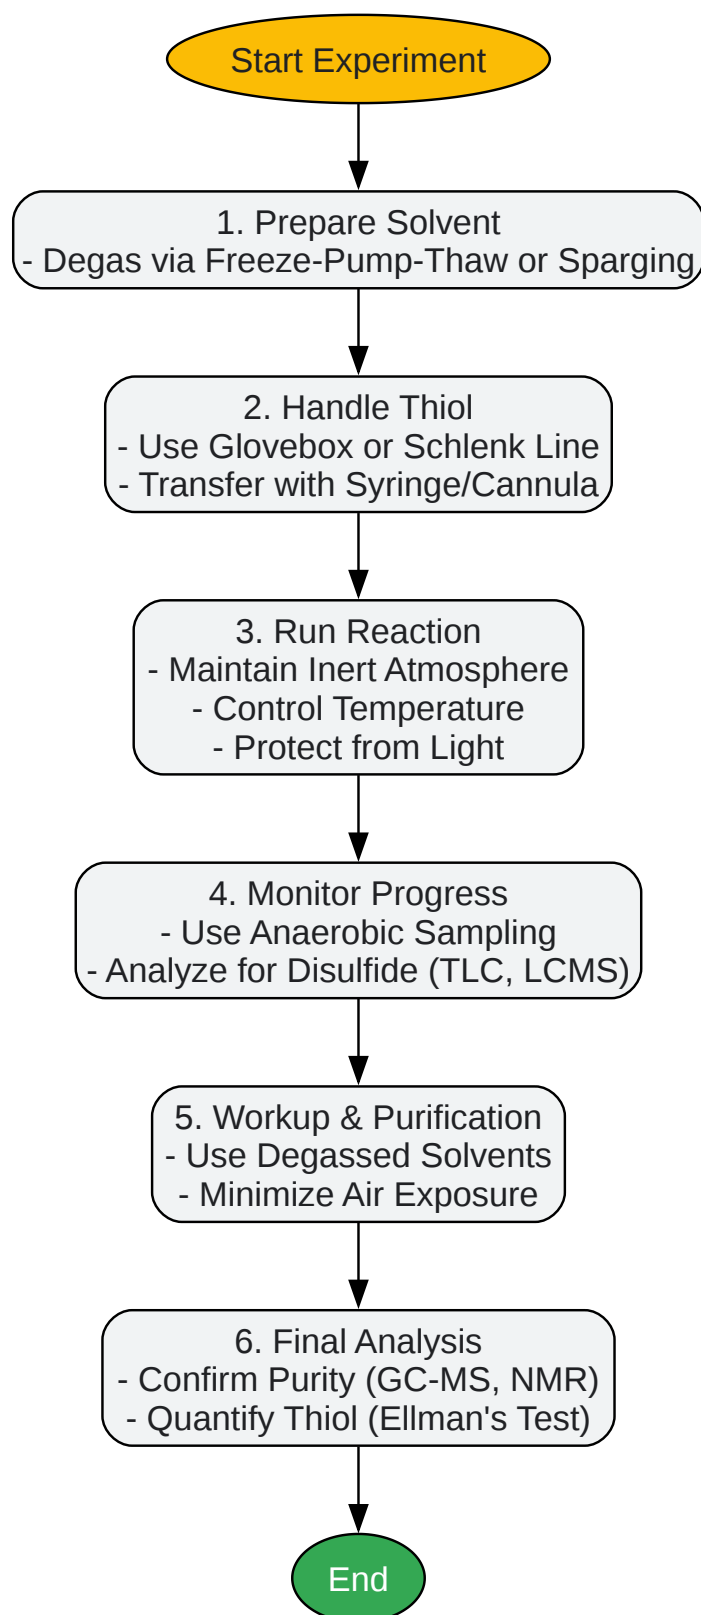 Start Experiment
1. Prepare Solvent
- Degas via Freeze-Pump-Thaw or Sparging
2. Handle Thiol
- Use Glovebox or Schlenk Line
- Transfer with Syringe/Cannula
3. Run Reaction
- Maintain Inert Atmosphere
- Control Temperature
- Protect from Light
4. Monitor Progress
- Use Anaerobic Sampling
- Analyze for Disulfide (TLC, LCMS)
5. Workup & Purification
- Use Degassed Solvents
- Minimize Air Exposure
6. Final Analysis
- Confirm Purity (GC-MS, NMR)
- Quantify Thiol (Ellman's Test)
End